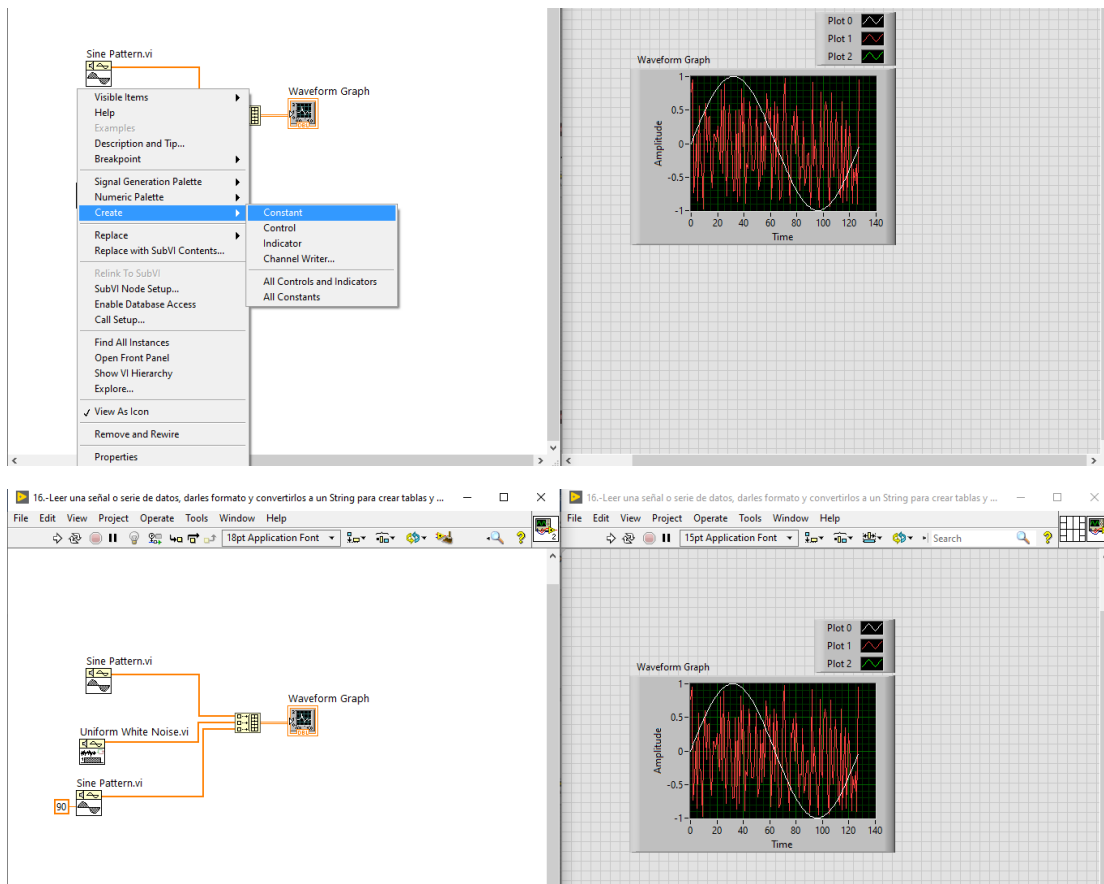 Sine Pattern.vi
Waveform Graph
Visible Items
Help
Examples
Description and Tip...
Breakpoint
Signal Generation Palette
Numeric Palette
Create
Replace
Replace with SubVI Contents...
Relink To SubVI
SubVI Node Setup...
Enable Database Access
Call Setup...
Find All Instances
Open Front Panel
Show VI Hierarchy
Explore...
View As Icon
Remove and Rewire
Properties
Constant
Control
Indicator
Channel Writer...
All Controls and Indicators
All Constants
Plot 0
Plot 1
Plot 2
Waveform Graph
Amplitude
1
0.5
0
-0.5
-1
0 20 40 60 80 100 120 140
Time
16.-Leer una señal o serie de datos, darles formato y convertirlos a un String para crear tablas y ...
File Edit View Project Operate Tools Window Help
18pt Application Font
2
Sine Pattern.vi
Waveform Graph
Uniform White Noise.vi
Sine Pattern.vi
90
16.-Leer una señal o serie de datos, darles formato y convertirlos a un String para crear tablas y ...
File Edit View Project Operate Tools Window Help
15pt Application Font
Search
2
Plot 0
Plot 1
Plot 2
Waveform Graph
Amplitude
1
0.5
0
-0.5
-1
0 20 40 60 80 100 120 140
Time